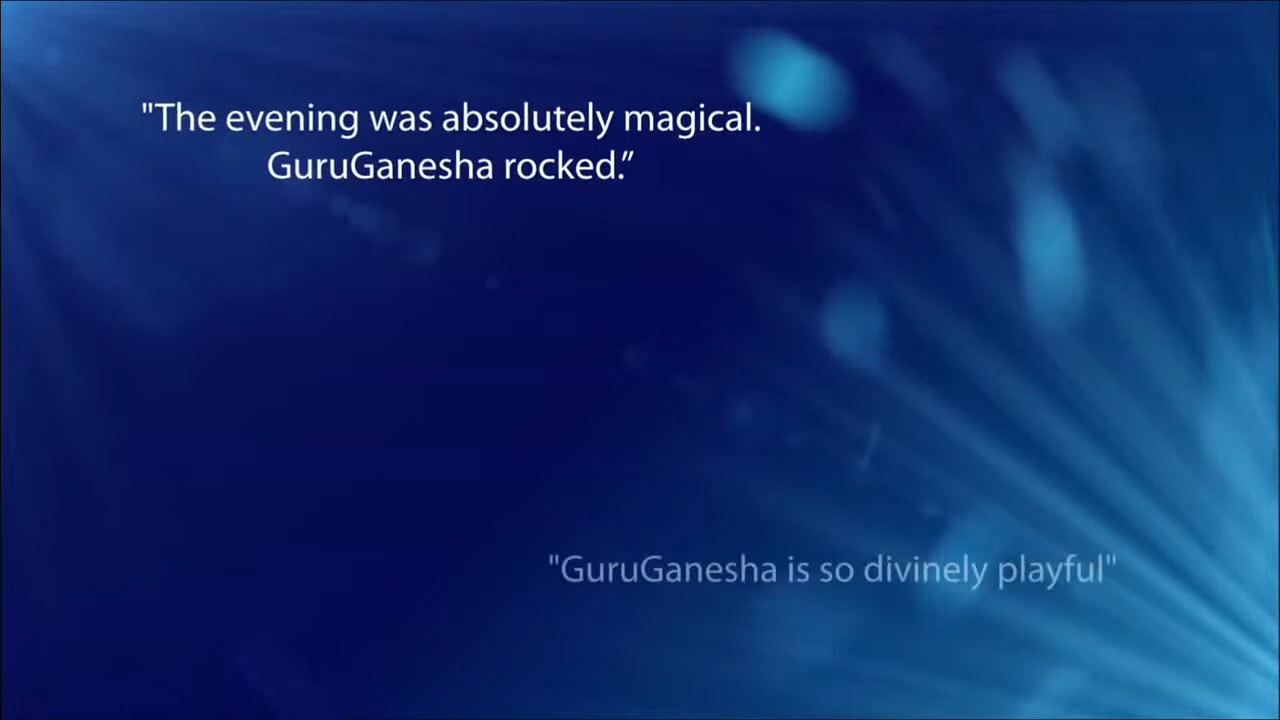 "The evening was absolutely magical.
GuruGanesha rocked.”
"GuruGanesha is so divinely playful"